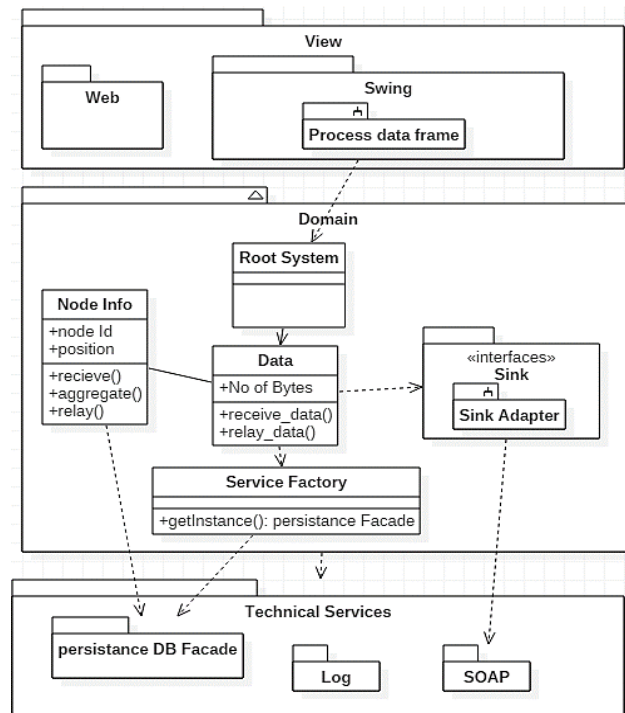 View
Web
Swing
Process data frame
Domain
Root System
Node Info
+node Id
+position
+recieve()
+aggregate()
+relay()
Data
+No of Bytes
+receive_data()
+relay_data()
«interfaces»
Sink
Sink Adapter
Service Factory
+getInstance(): persistance Facade
Technical Services
persistance DB Facade
Log
SOAP